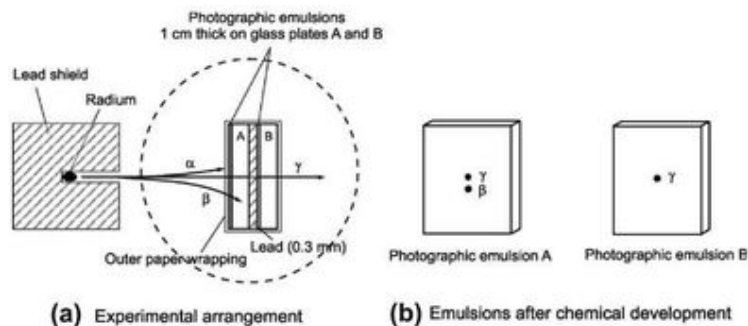 Photographic emulsions
1 cm thick on glass plates A and B
Lead shield
Radium
A
B
α
γ
β
Lead (0.3 mm)
Outer paper wrapping
(a) Experimental arrangement
γ
β
Photographic emulsion A
γ
Photographic emulsion B
(b) Emulsions after chemical development